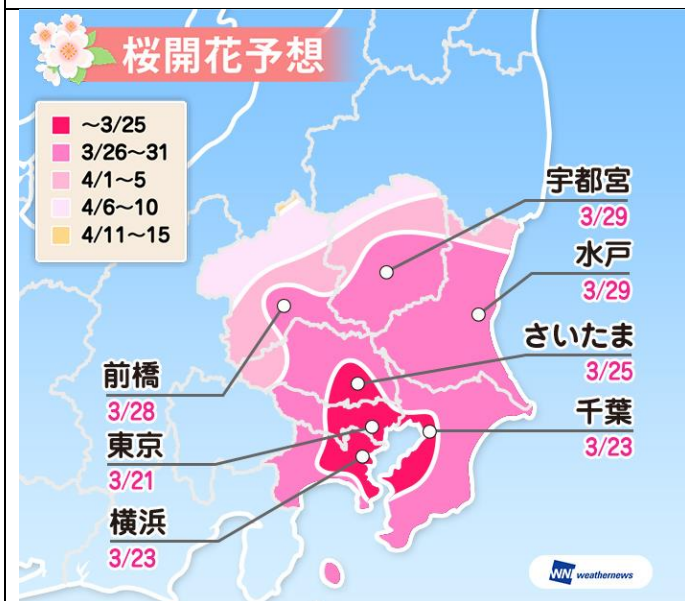 桜開花予想
～3/25
3/26～31
4/1～5
4/6～10
4/11～15
宇都宮
3/29
水戸
3/29
さいたま
3/25
千葉
3/23
前橋
3/28
東京
3/21
横浜
3/23
WNI weathernews